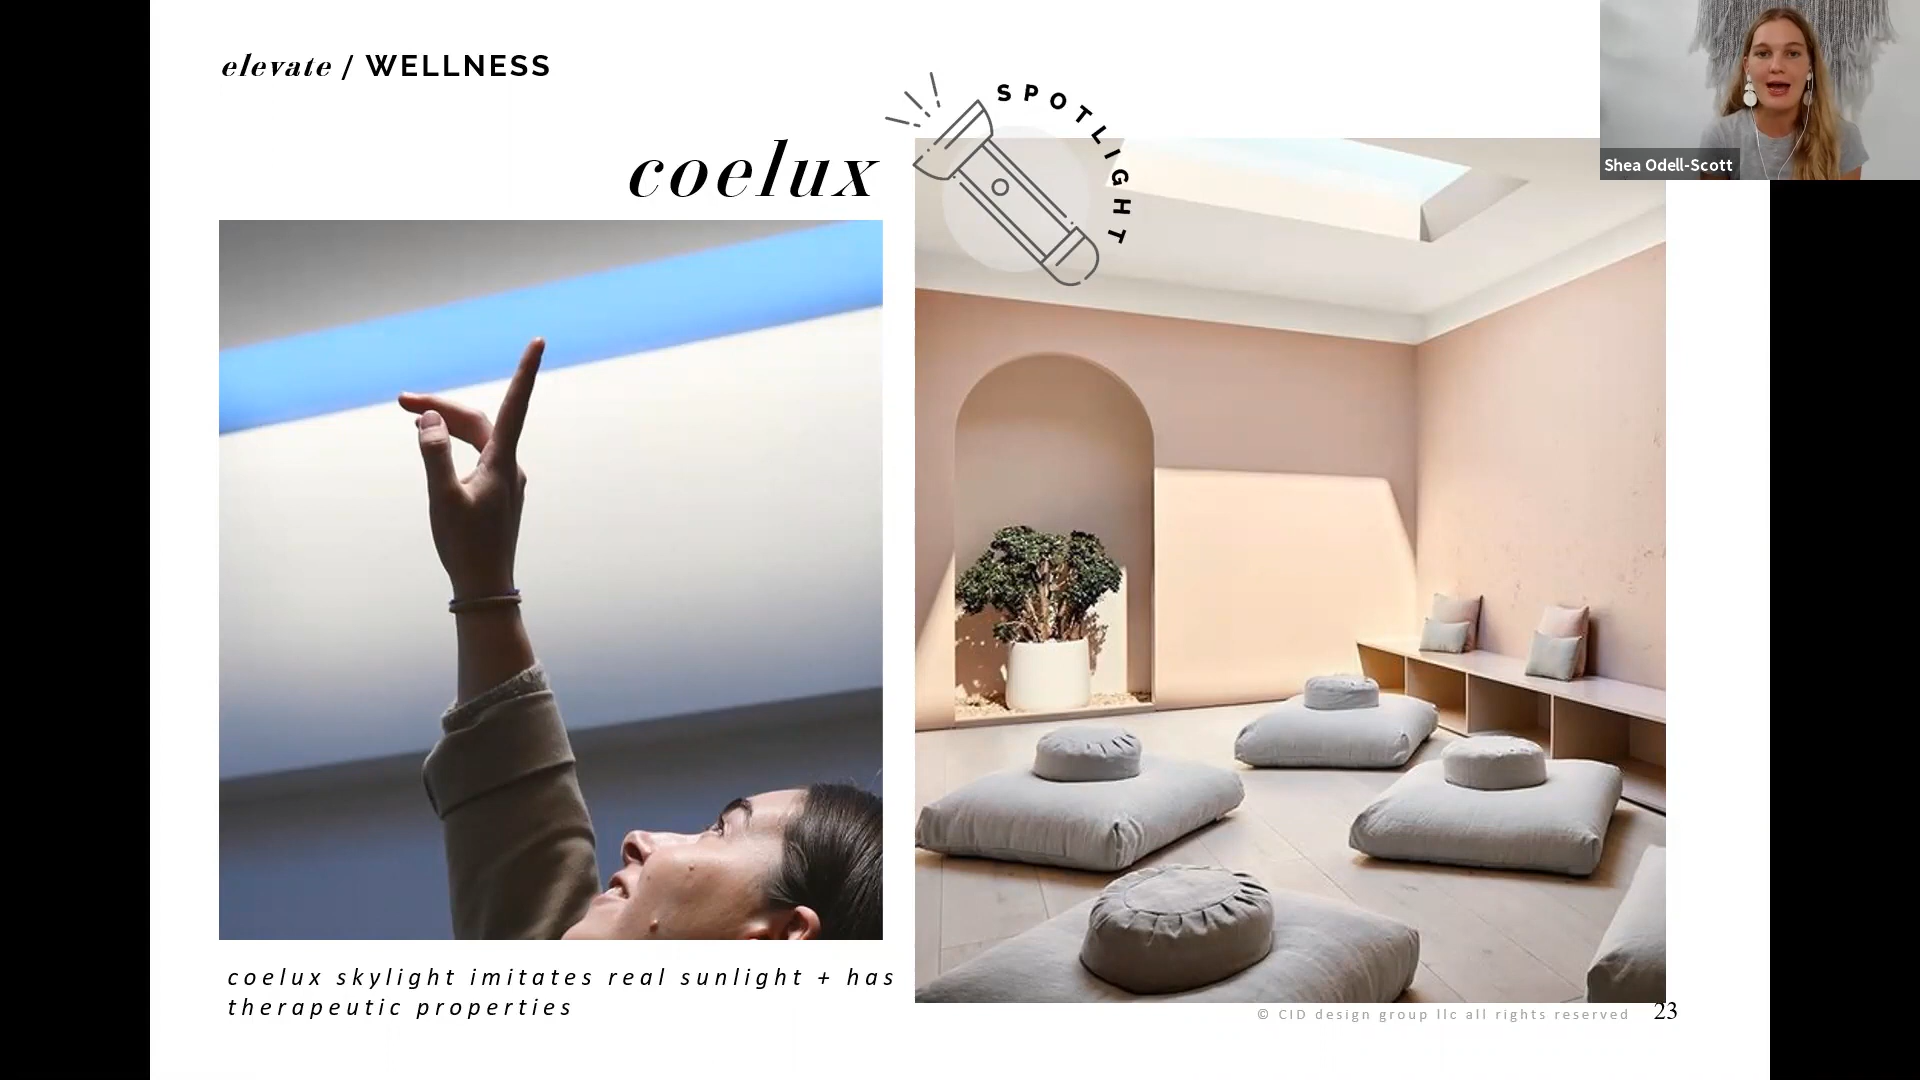 elevate / WELLNESS
SPOTLIGHT
coelux
Shea Odell-Scott
coelux skylight imitates real sunlight + has
therapeutic properties
© CID design group llc all rights reserved
23